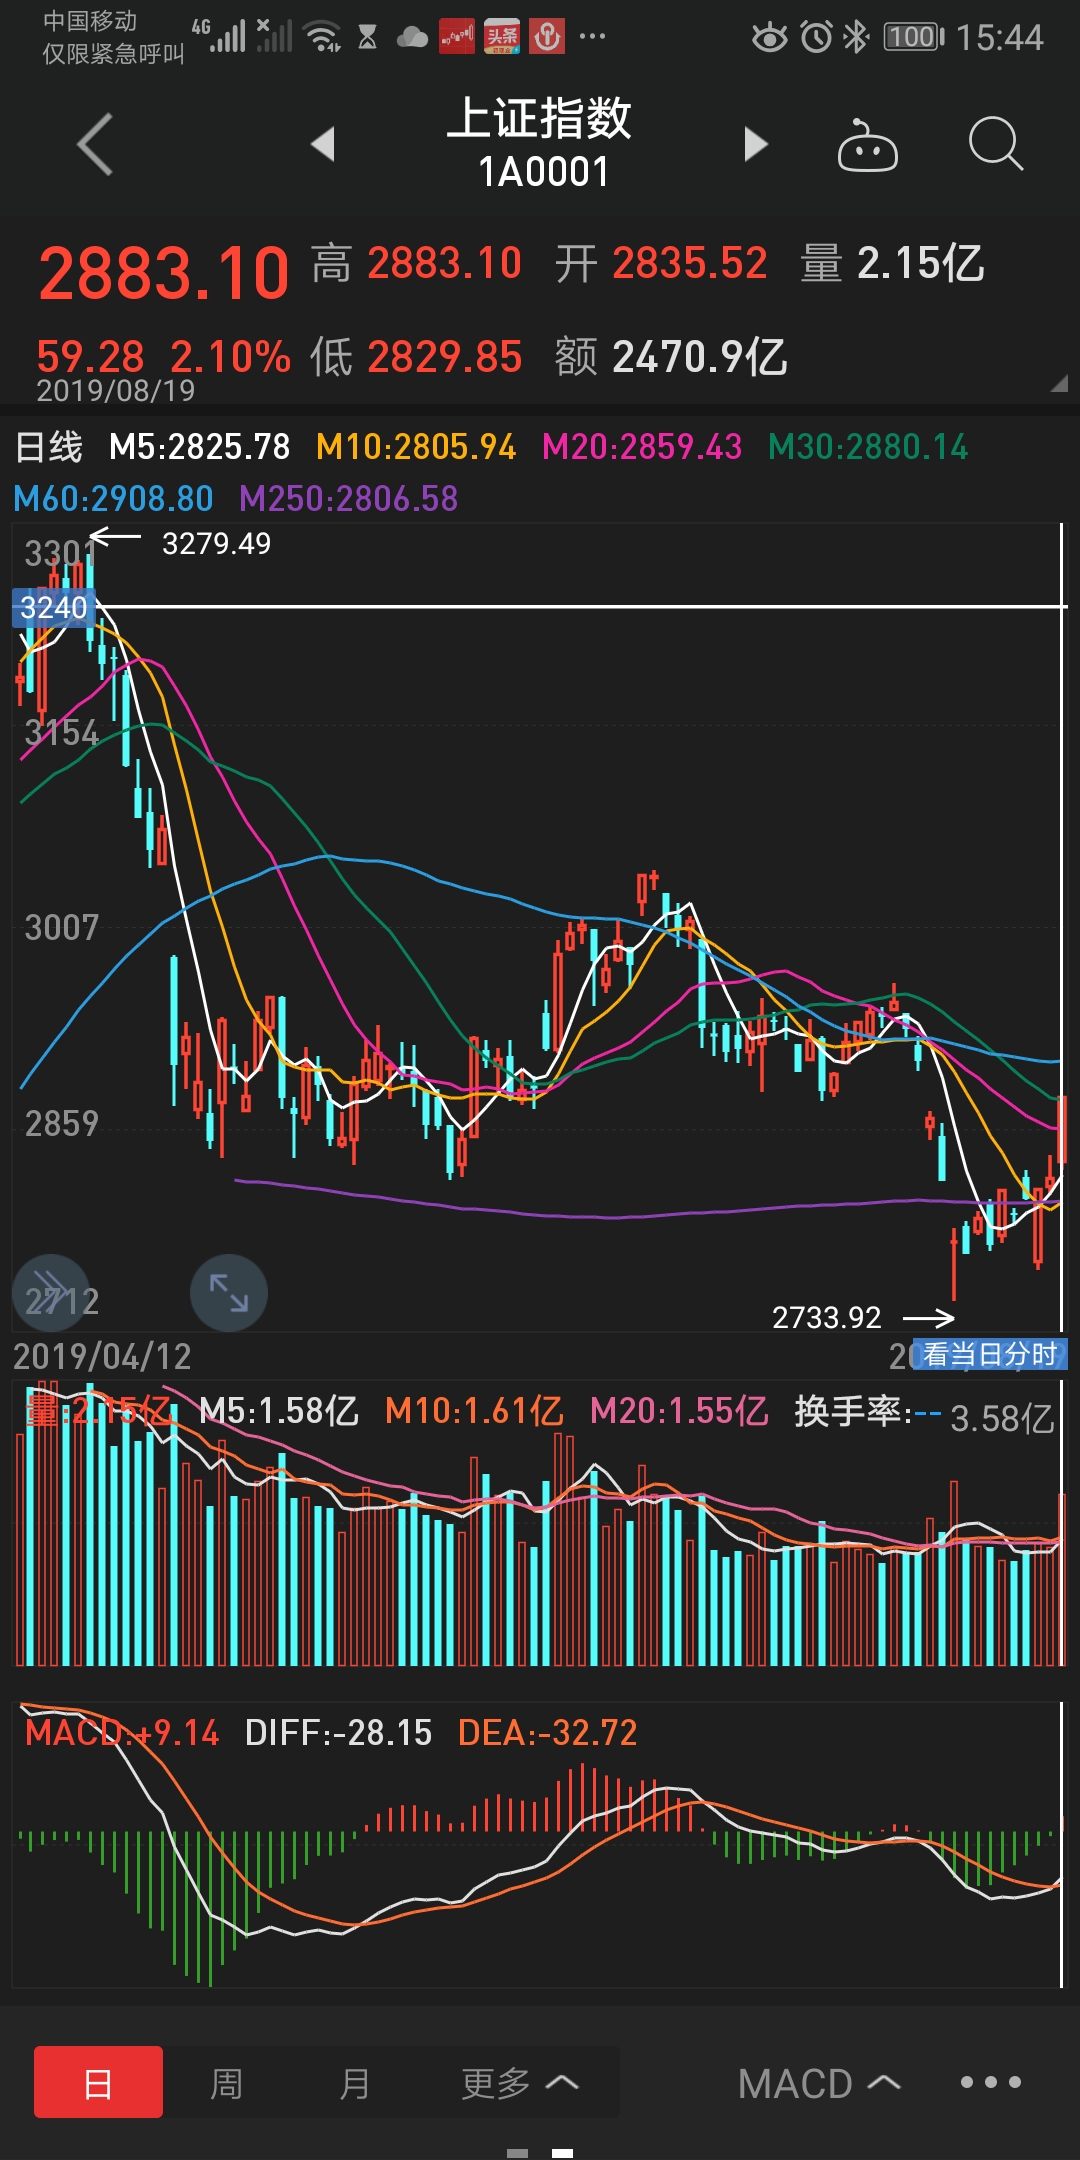 中国移动
仅限紧急呼叫
4G
头条
100
15:44
上证指数
1A0001
2883.10 高 2883.10 开 2835.52 量 2.15亿
59.28 2.10% 低 2829.85 额 2470.9亿
2019/08/19
日线 M5:2825.78 M10:2805.94 M20:2859.43 M30:2880.14
M60:2908.80 M250:2806.58
3301
3279.49
3240
3154
3007
2859
2712
2733.92
2019/04/12
看当日分时
量:2.15亿 M5:1.58亿 M10:1.61亿 M20:1.55亿 换手率:-- 3.58亿
MACD:+9.14 DIFF:-28.15 DEA:-32.72
日 周 月 更多 MACD